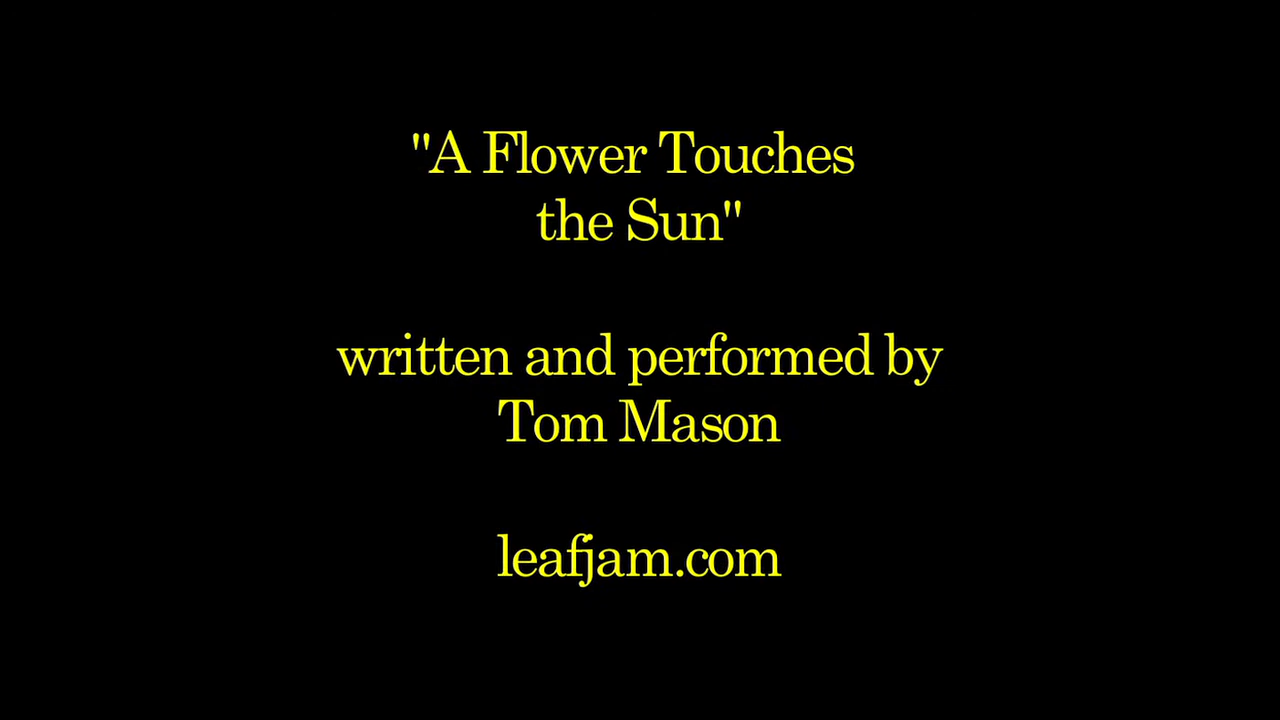 "A Flower Touches
the Sun"
written and performed by
Tom Mason
leafjam.com